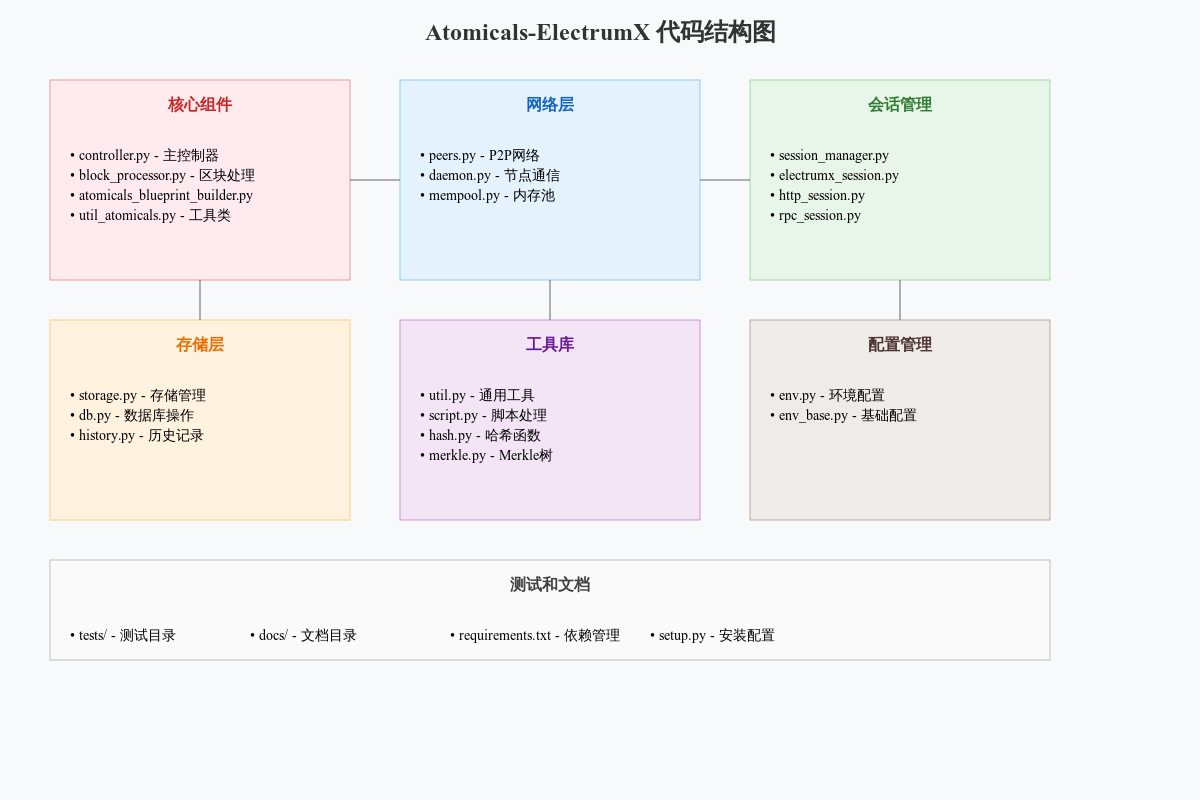 Atomicals-ElectrumX 代码结构图
核心组件
• controller.py - 主控制器
• block_processor.py - 区块处理
• atomicals_blueprint_builder.py
• util_atomicals.py - 工具类
网络层
• peers.py - P2P网络
• daemon.py - 节点通信
• mempool.py - 内存池
会话管理
• session_manager.py
• electrumx_session.py
• http_session.py
• rpc_session.py
存储层
• storage.py - 存储管理
• db.py - 数据库操作
• history.py - 历史记录
工具库
• util.py - 通用工具
• script.py - 脚本处理
• hash.py - 哈希函数
• merkle.py - Merkle树
配置管理
• env.py - 环境配置
• env_base.py - 基础配置
测试和文档
• tests/ - 测试目录
• docs/ - 文档目录
• requirements.txt - 依赖管理
• setup.py - 安装配置